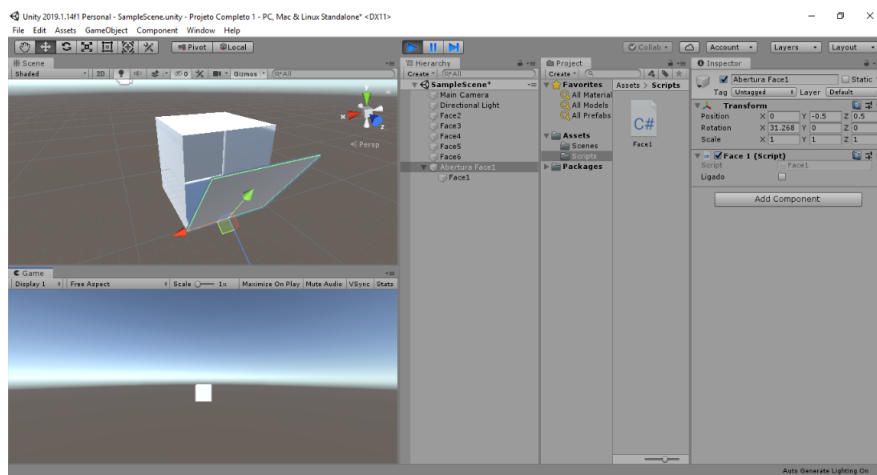 Unity 2019.1.14f1 Personal - SampleScene.unity - Projeto Completo 1 - PC, Mac & Linux Standalone* <DX11>
File Edit Assets GameObject Component Window Help
Pivot Local Collab Account Layers Layout
Scene
Shaded 2D Gizmos All
x y z
Persp
Game
Display 1 Free Aspect Scale 1x Maximize On Play Mute Audio VSync Stats
Hierarchy
Create All
SampleScene*
Main Camera
Directional Light
Face2
Face3
Face4
Face5
Face6
Abertura Face1
Face1
Project
Create
Favorites
All Material
All Models
All Prefabs
Assets
Scenes
Scripts
Packages
Assets > Scripts
C#
Face1
Inspector
Abertura Face1 Static
Tag Untagged Layer Default
Transform
Position X 0 Y -0.5 Z 0.5
Rotation X 31.268 Y 0 Z 0
Scale X 1 Y 1 Z 1
Face 1 (Script)
Script Face1
Ligado
Add Component
Auto Generate Lighting On